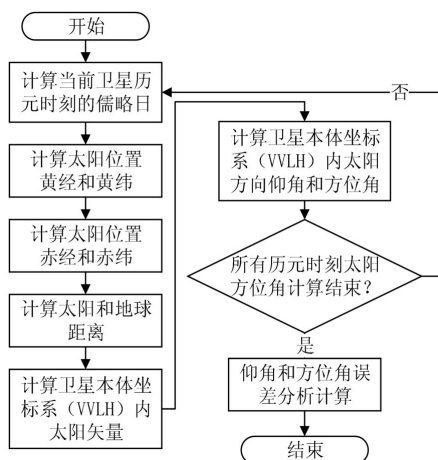 开始
计算当前卫星历
元时刻的儒略日
计算太阳位置
黄经和黄纬
计算太阳位置
赤经和赤纬
计算太阳和地球
距离
计算卫星本体坐
标系（VVLH）内
太阳矢量
否
计算卫星本体坐标
系（VVLH）内太阳
方向仰角和方位角
所有历元时刻太阳
方位角计算结束？
是
仰角和方位角误
差分析计算
结束